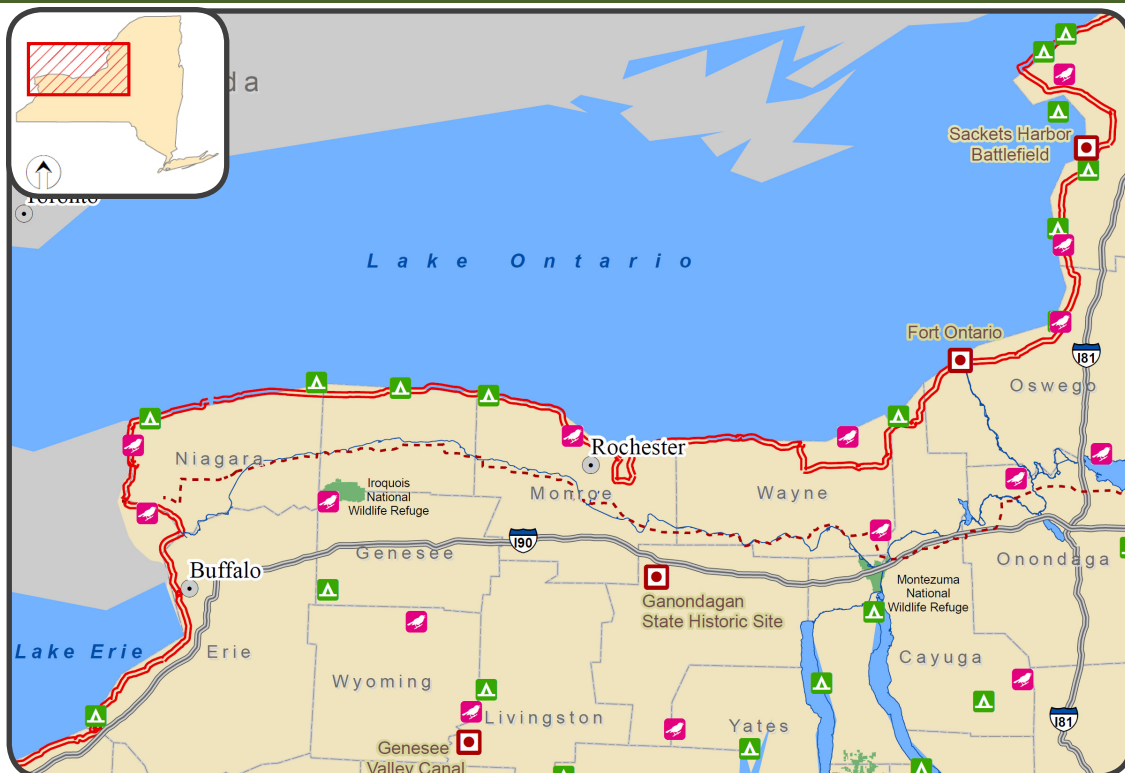 da
Toronto
Sackets Harbor
Battlefield
Lake Ontario
Fort Ontario
I81
Oswego
Rochester
Niagara
Iroquois
National
Wildlife Refuge
Monroe
Wayne
I90
Genesee
Onondaga
Buffalo
Montezuma
National
Wildlife Refuge
Ganondagan
State Historic Site
Lake Erie
Erie
Cayuga
Wyoming
Livingston
Yates
I81
Genesee
Valley Canal